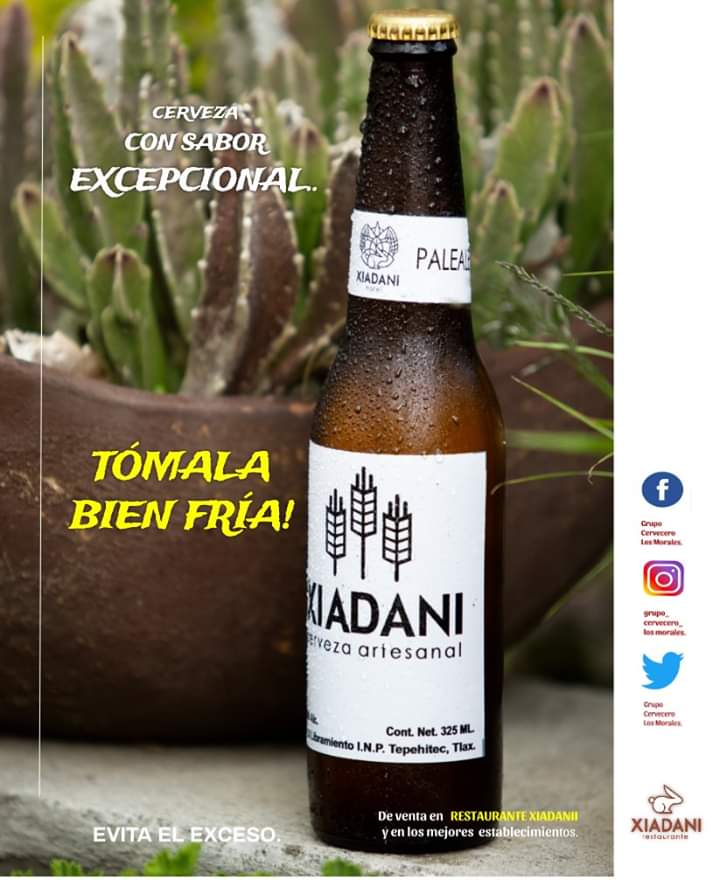 CERVEZA
CON SABOR
EXCEPCIONAL..
XIADANI
PALEALE
TÓMALA
BIEN FRÍA!
XIADANI
cerveza artesanal
Alc.
Cont. Net. 325 ML.
Libramiento I.N.P. Tepehitec, Tlax.
EVITA EL EXCESO.
De venta en RESTAURANTE XIADANII
y en los mejores establecimientos.
f
Grupo
Cervecero
Los Morales.
grupo_
cervecero_
los morales.
Grupo
Cervecero
Los Morales.
XIADANI
restaurante